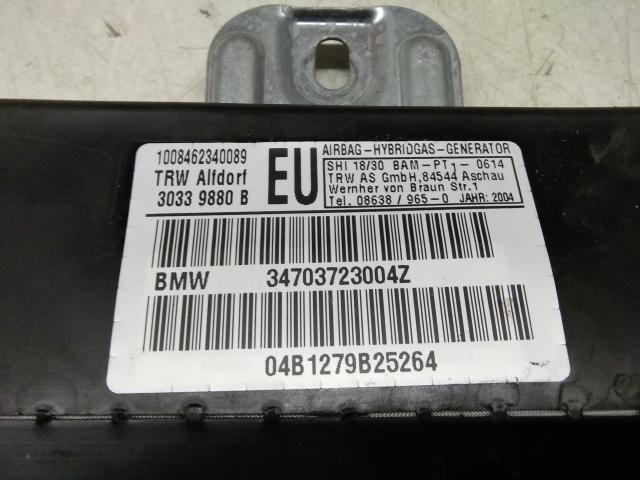 1008462340089
TRW Alfdorf
3033 9880 B
EU
AIRBAG-HYBRIDGAS-GENERATOR
SHI 18/30 BAM-PT1- 0614
TRW AS GmbH,84544 Aschau
Wernher von Braun Str.1
Tel. 08638 / 965-0 JAHR: 2004
BMW 34703723004Z
04B1279B25264